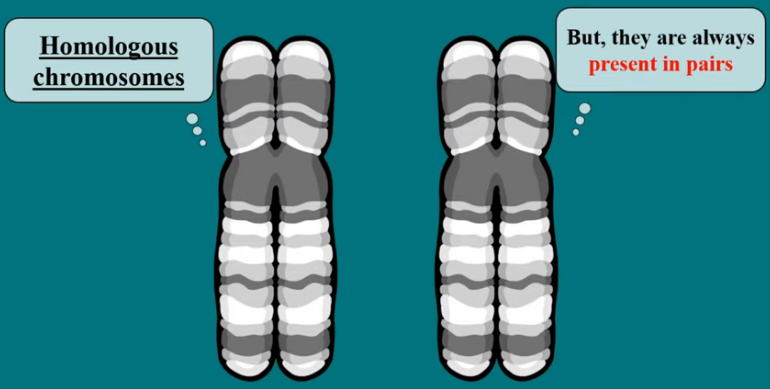 Homologous
chromosomes
But, they are always
present in pairs